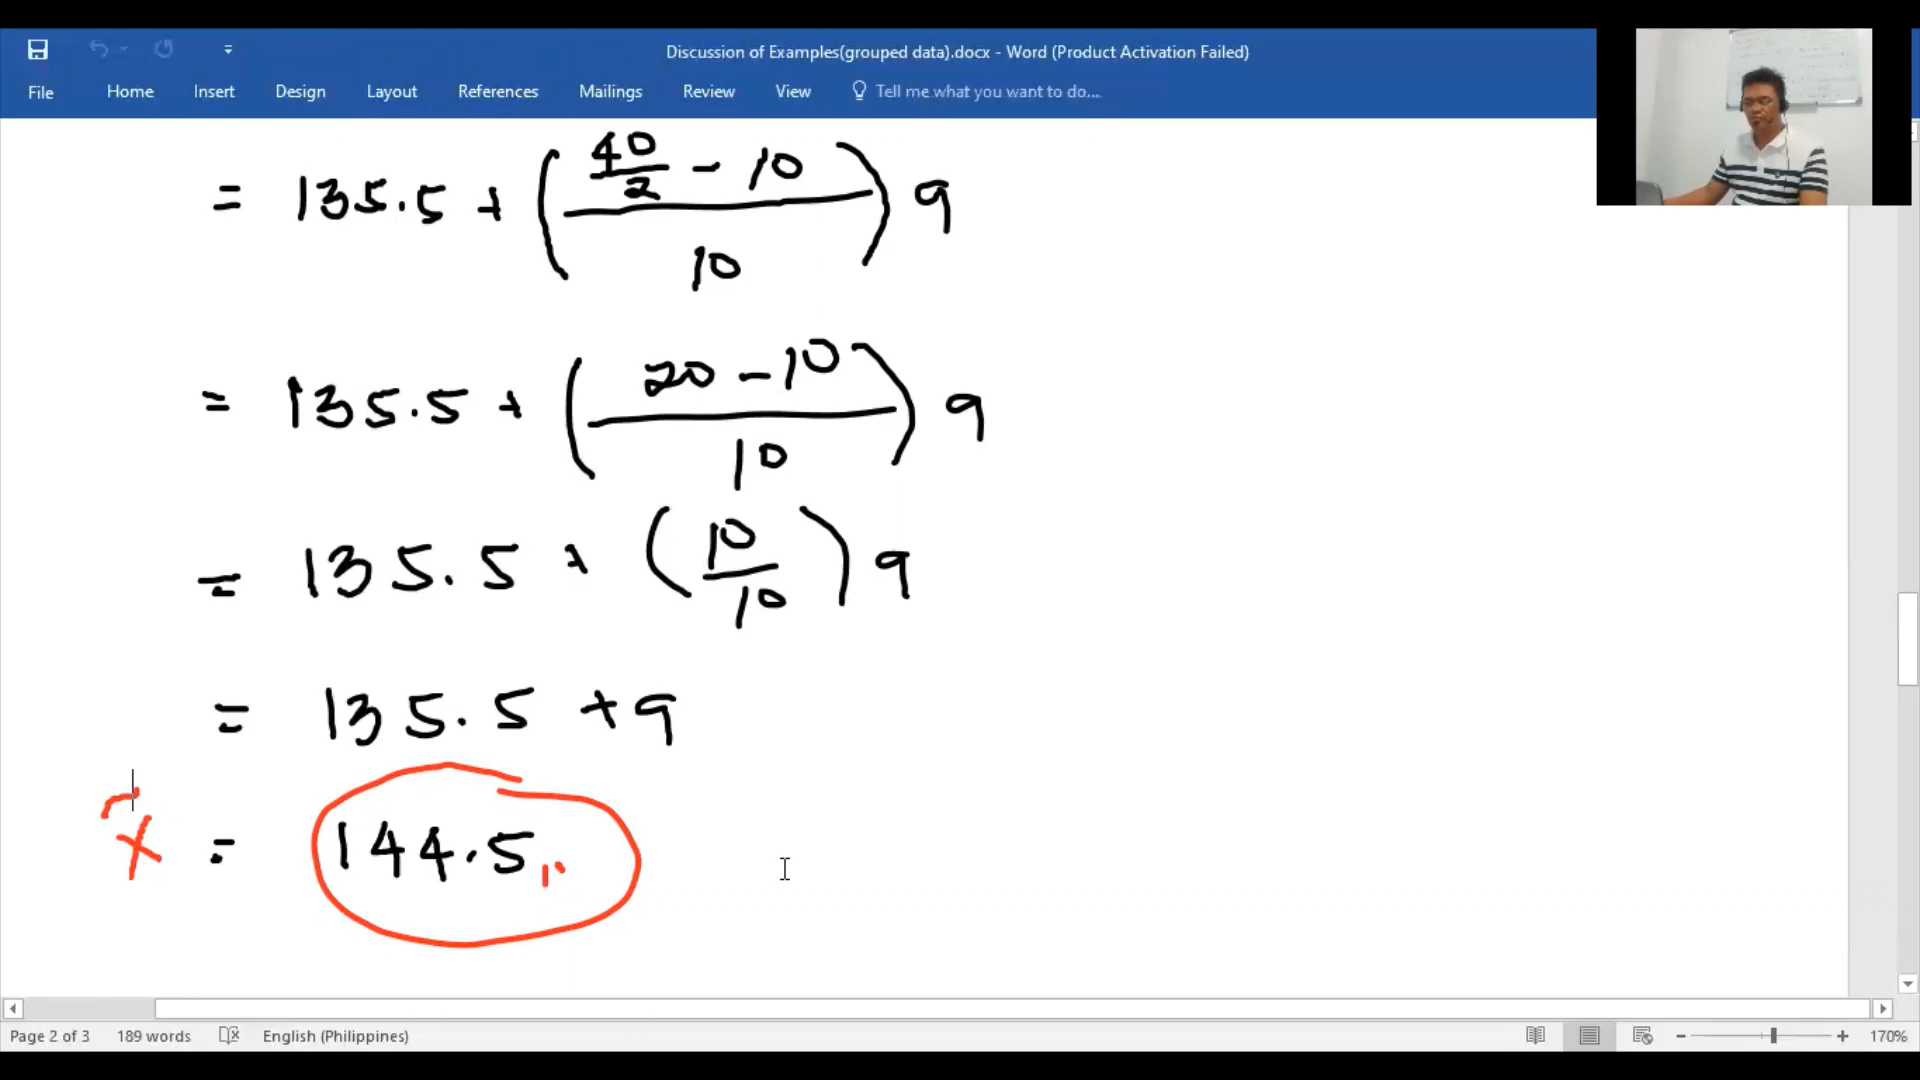 Discussion of Examples(grouped data).docx - Word (Product Activation Failed)
File Home Insert Design Layout References Mailings Review View Tell me what you want to do...
= 135.5 + ( (40/2 - 10) / 10 ) 9
= 135.5 + ( (20 - 10) / 10 ) 9
= 135.5 + ( 10/10 ) 9
= 135.5 + 9
x̃ = 144.5
Page 2 of 3 189 words English (Philippines) 170%